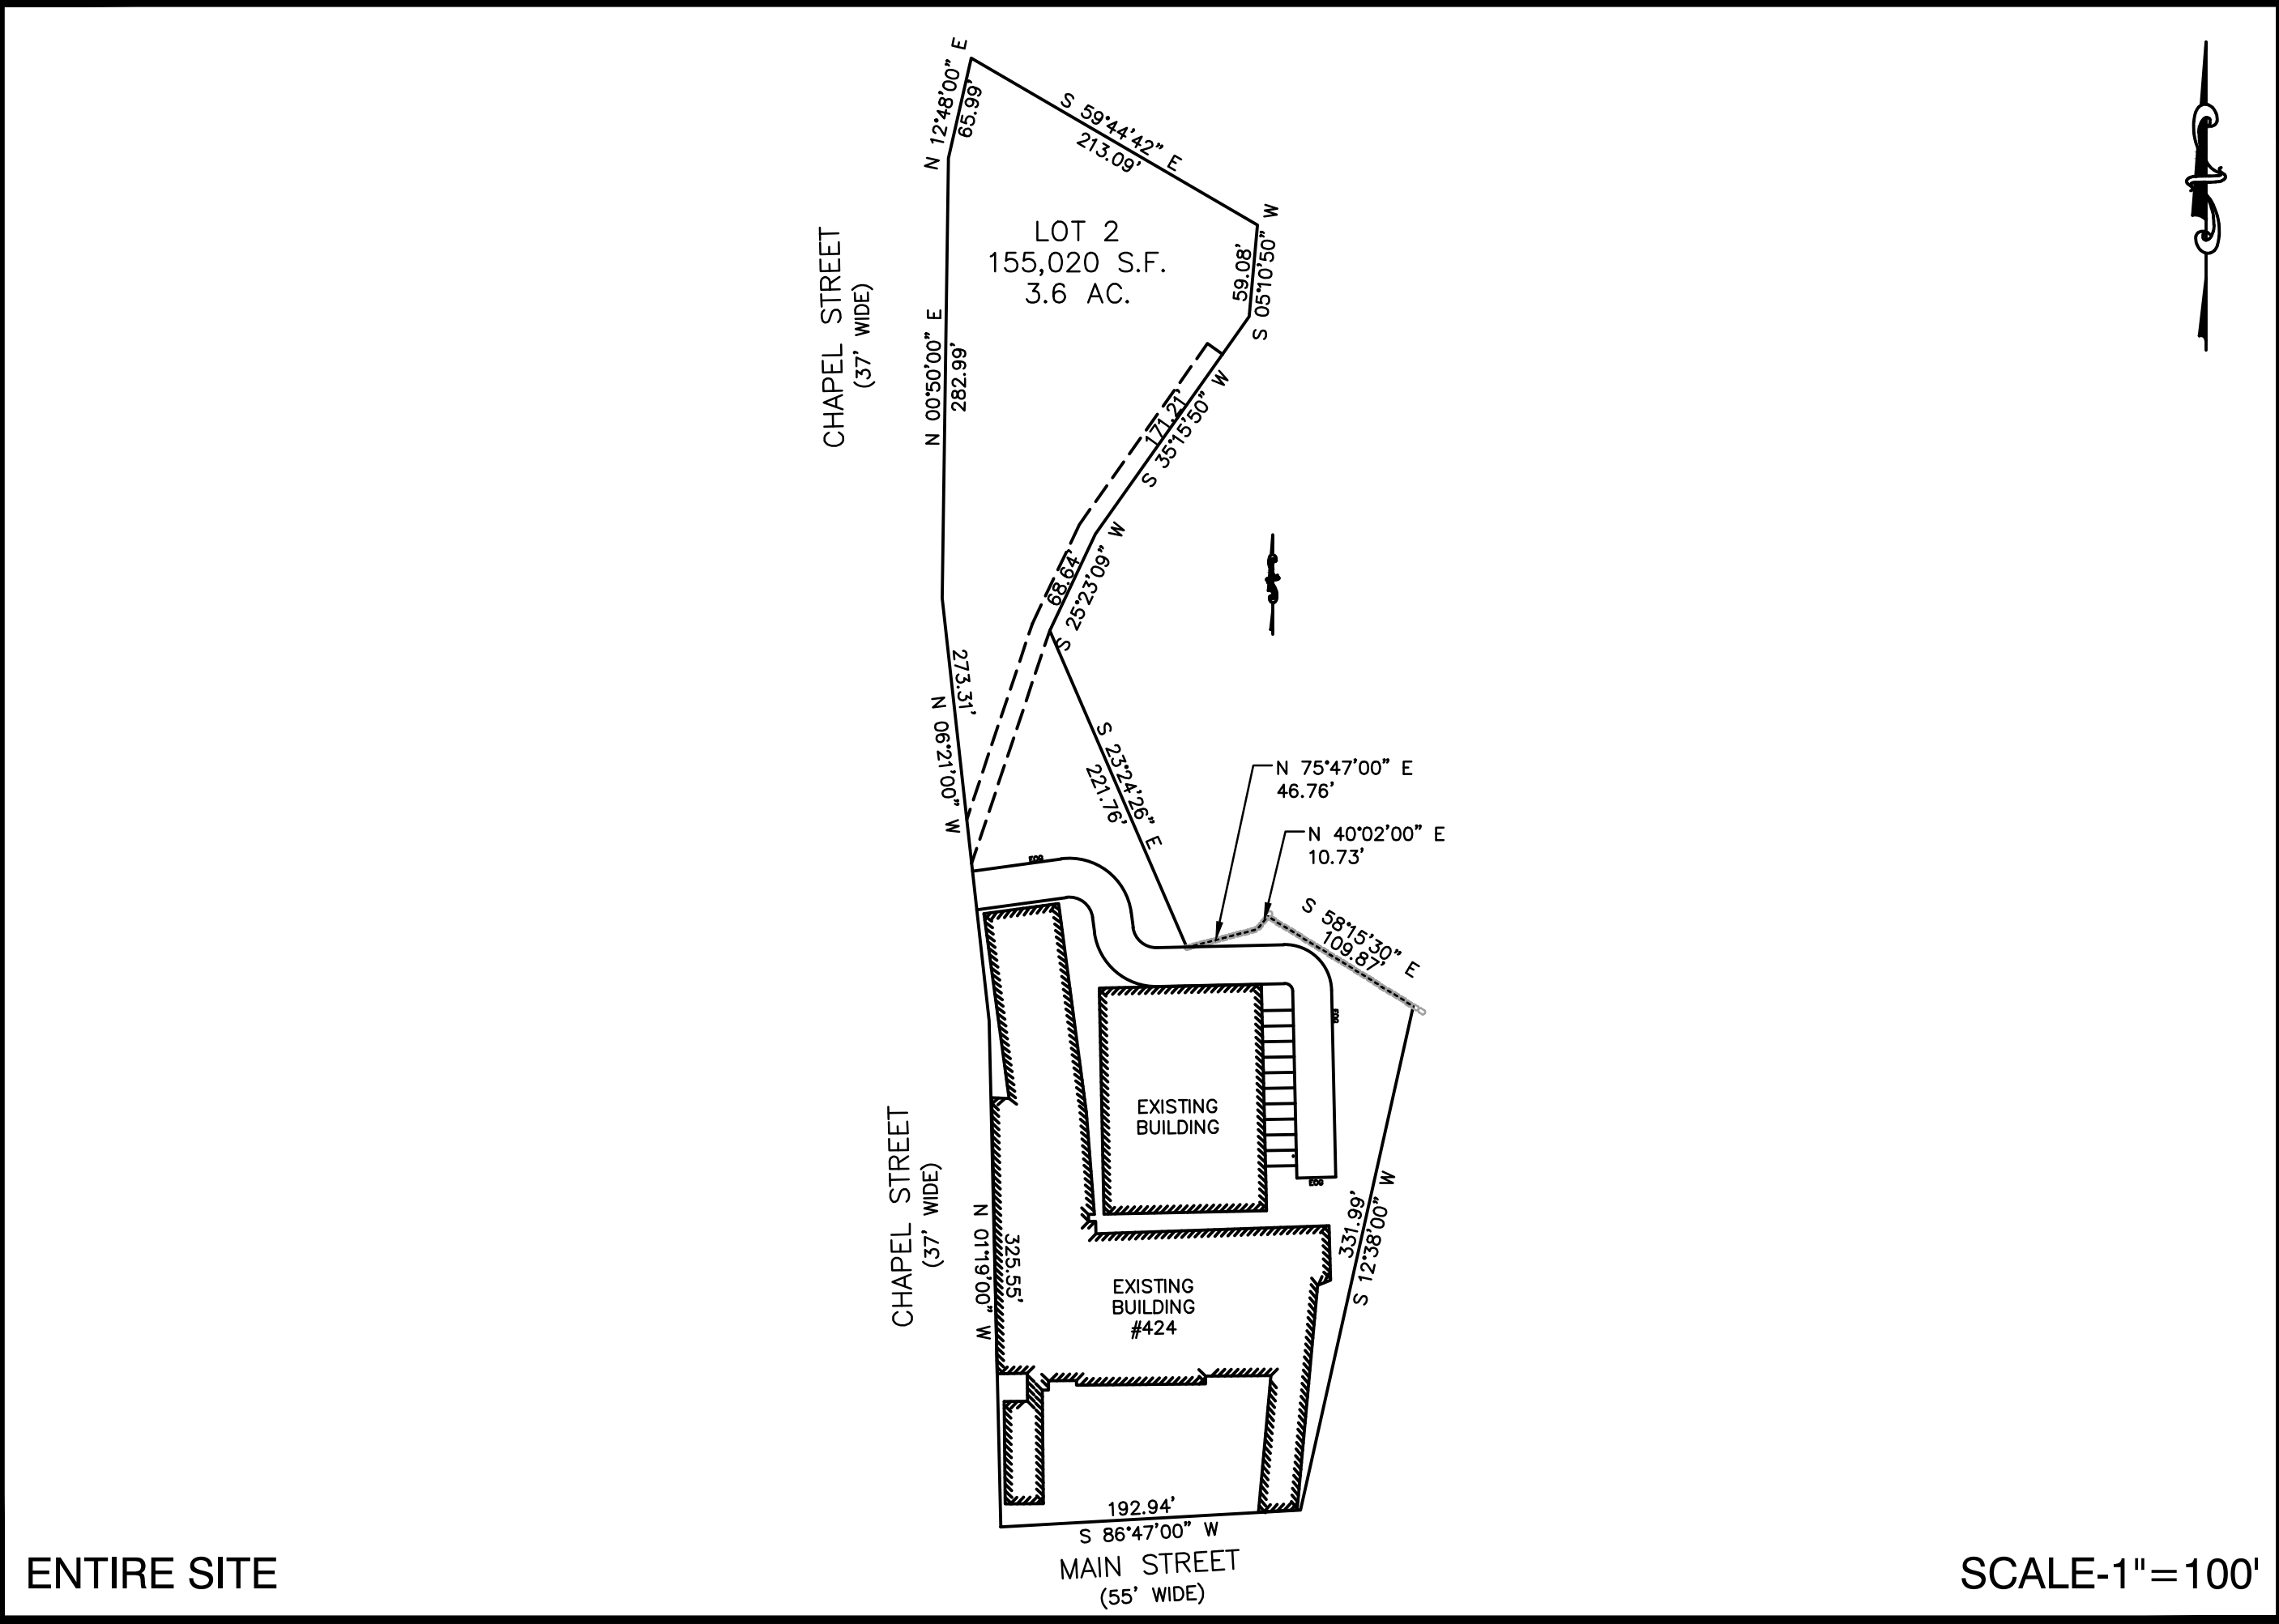 N 12°48'00" E
65.99'
S 59°44'42" E
213.09'
LOT 2
155,020 S.F.
3.6 AC.
59.08'
S 05°10'50" W
CHAPEL STREET
(37' WIDE)
N 00°50'00" E
282.99'
171.21'
S 35°15'50" W
68.64'
S 25°23'09" W
273.31'
N 06°21'00" W
S 23°24'26" E
221.76'
N 75°47'00" E
46.76'
N 40°02'00" E
10.73'
S 58°15'30" E
109.87'
EXISTING
BUILDING
CHAPEL STREET
(37' WIDE)
N 01°19'00" W
325.55'
331.99'
S 12°38'00" W
EXISTING
BUILDING
#424
192.94'
S 86°47'00" W
MAIN STREET
(55' WIDE)
ENTIRE SITE
SCALE-1"=100'